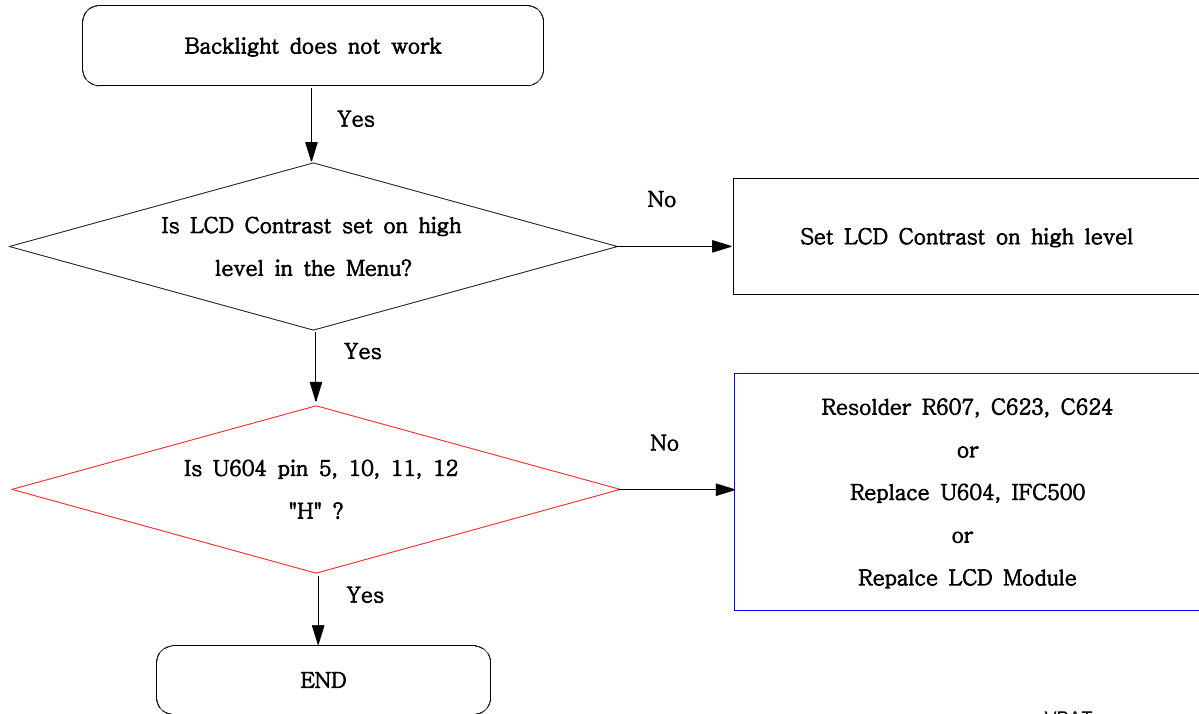 Backlight does not work
Yes
Is LCD Contrast set on high
level in the Menu?
No
Set LCD Contrast on high level
Yes
Is U604 pin 5, 10, 11, 12
"H" ?
No
Resolder R607, C623, C624
or
Replace U604, IFC500
or
Repalce LCD Module
Yes
END